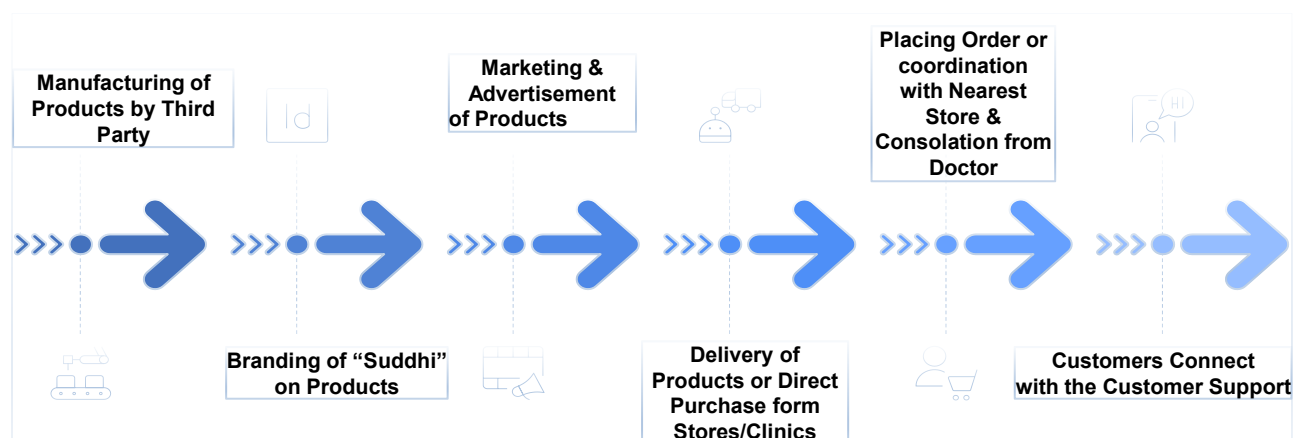 Manufacturing of
Products by Third
Party
Id
Branding of “Suddhi”
on Products
Marketing &
Advertisement
of Products
Delivery of
Products or Direct
Purchase form
Stores/Clinics
Placing Order or
coordination
with Nearest
Store &
Consolation from
Doctor
HI
Customers Connect
with the Customer Support